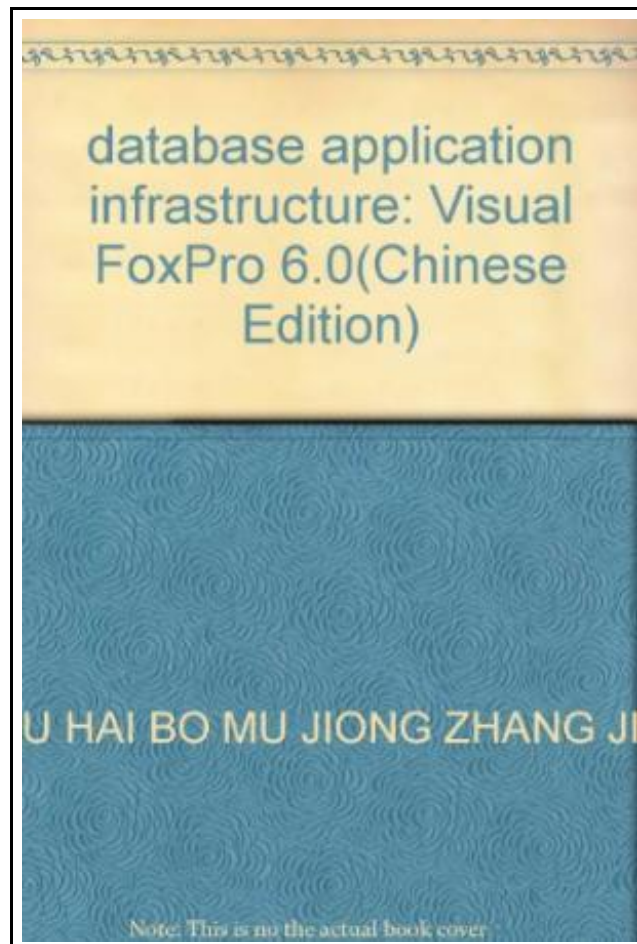 database application
infrastructure: Visual
FoxPro 6.0(Chinese
Edition)
U HAI BO MU JIONG ZHANG JI
Note: This is no the actual book cover